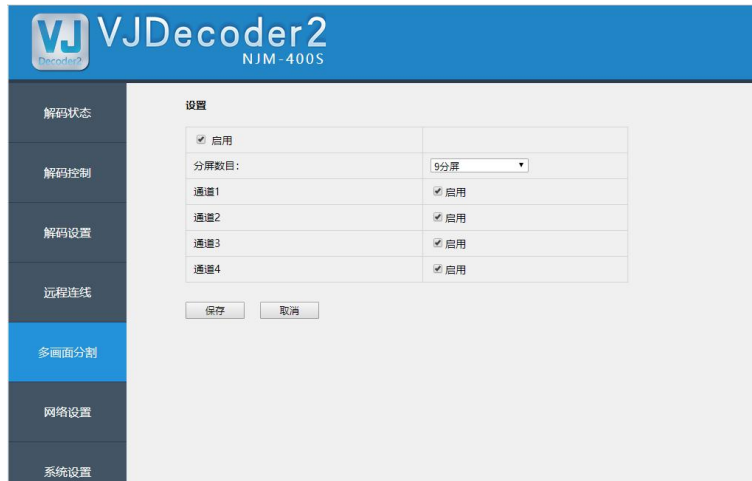 VJ
Decoder2
VJDecoder2
NJM-400S
解码状态
解码控制
解码设置
远程连线
多画面分割
网络设置
系统设置
设置
启用
分屏数目: 9分屏
通道1 启用
通道2 启用
通道3 启用
通道4 启用
保存 取消